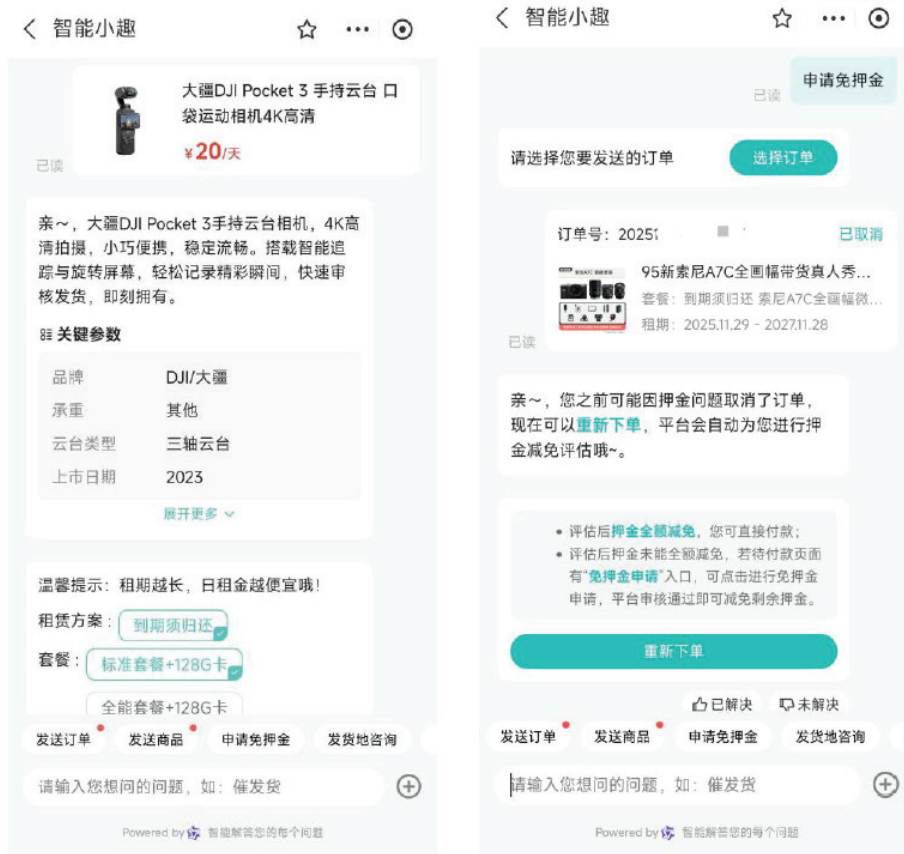 智能小趣
大疆DJI Pocket 3 手持云台 口
袋运动相机4K高清
¥20/天
已读
亲～，大疆DJI Pocket 3手持云台相机，4K高
清拍摄，小巧便携，稳定流畅。搭载智能追
踪与旋转屏幕，轻松记录精彩瞬间，快速审
核发货，即刻拥有。
关键参数
品牌 DJI/大疆
承重 其他
云台类型 三轴云台
上市日期 2023
展开更多
温馨提示：租期越长，日租金越便宜哦！
租赁方案： 到期须归还
套餐： 标准套餐+128G卡
全能套餐+128G卡
发送订单 发送商品 申请免押金 发货地咨询
请输入您想问的问题，如：催发货
Powered by 智能解答您的每个问题
智能小趣
申请免押金
已读
请选择您要发送的订单 选择订单
订单号：20251 已取消
95新索尼A7C全画幅带货真人秀...
套餐：到期须归还 索尼A7C全画幅微...
租期：2025.11.29 - 2027.11.28
已读
亲～，您之前可能因押金问题取消了订单，
现在可以重新下单，平台会自动为您进行押
金减免评估哦~。
• 评估后押金全额减免，您可直接付款；
• 评估后押金未能全额减免，若待付款页面
有“免押金申请”入口，可点击进行免押金
申请，平台审核通过即可减免剩余押金。
重新下单
已解决 未解决
发送订单 发送商品 申请免押金 发货地咨询
请输入您想问的问题，如：催发货
Powered by 智能解答您的每个问题